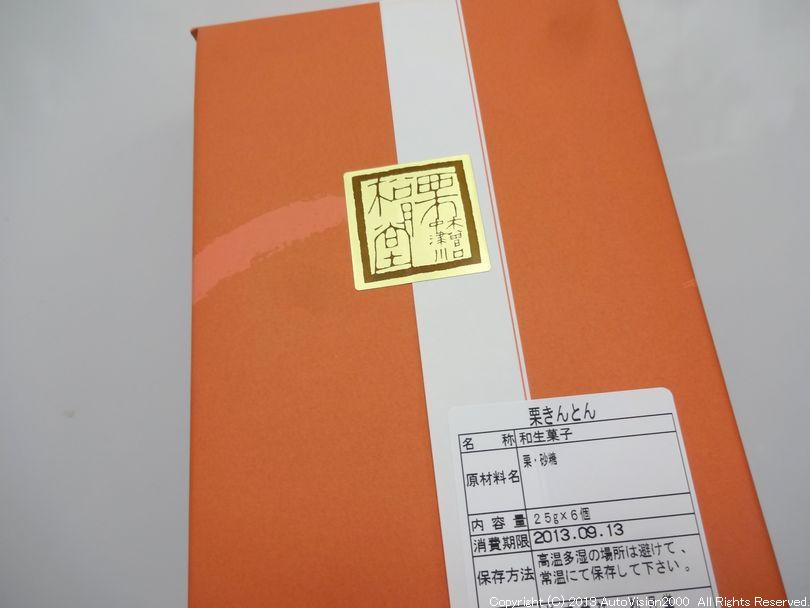 栗
木曽口
中津川
和堂
栗きんとん
名 称 和生菓子
原材料名 栗・砂糖
内容量 25g×6個
消費期限 2013.09.13
保存方法 高温多湿の場所は避けて、
常温にて保存して下さい。
Copyright (C) 2013 AutoVision2000 All Rights Reserved.